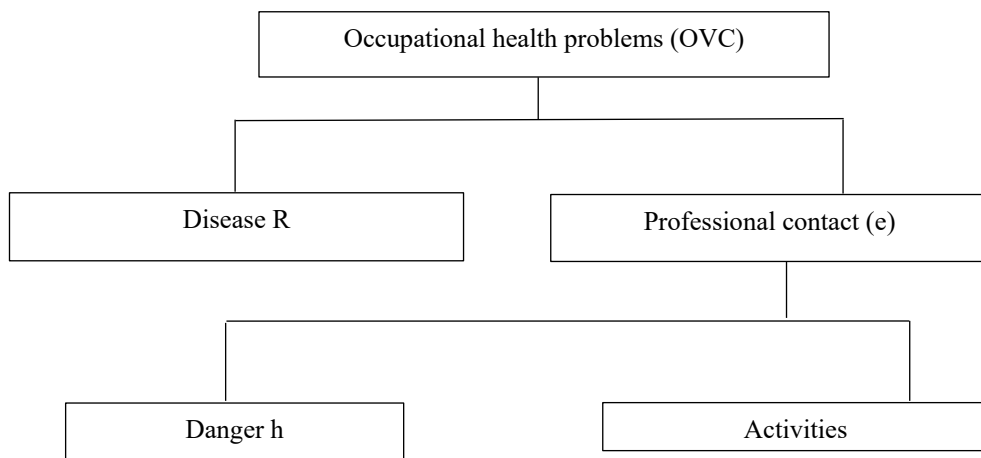 Occupational health problems (OVC)
Disease R
Professional contact (e)
Danger h
Activities